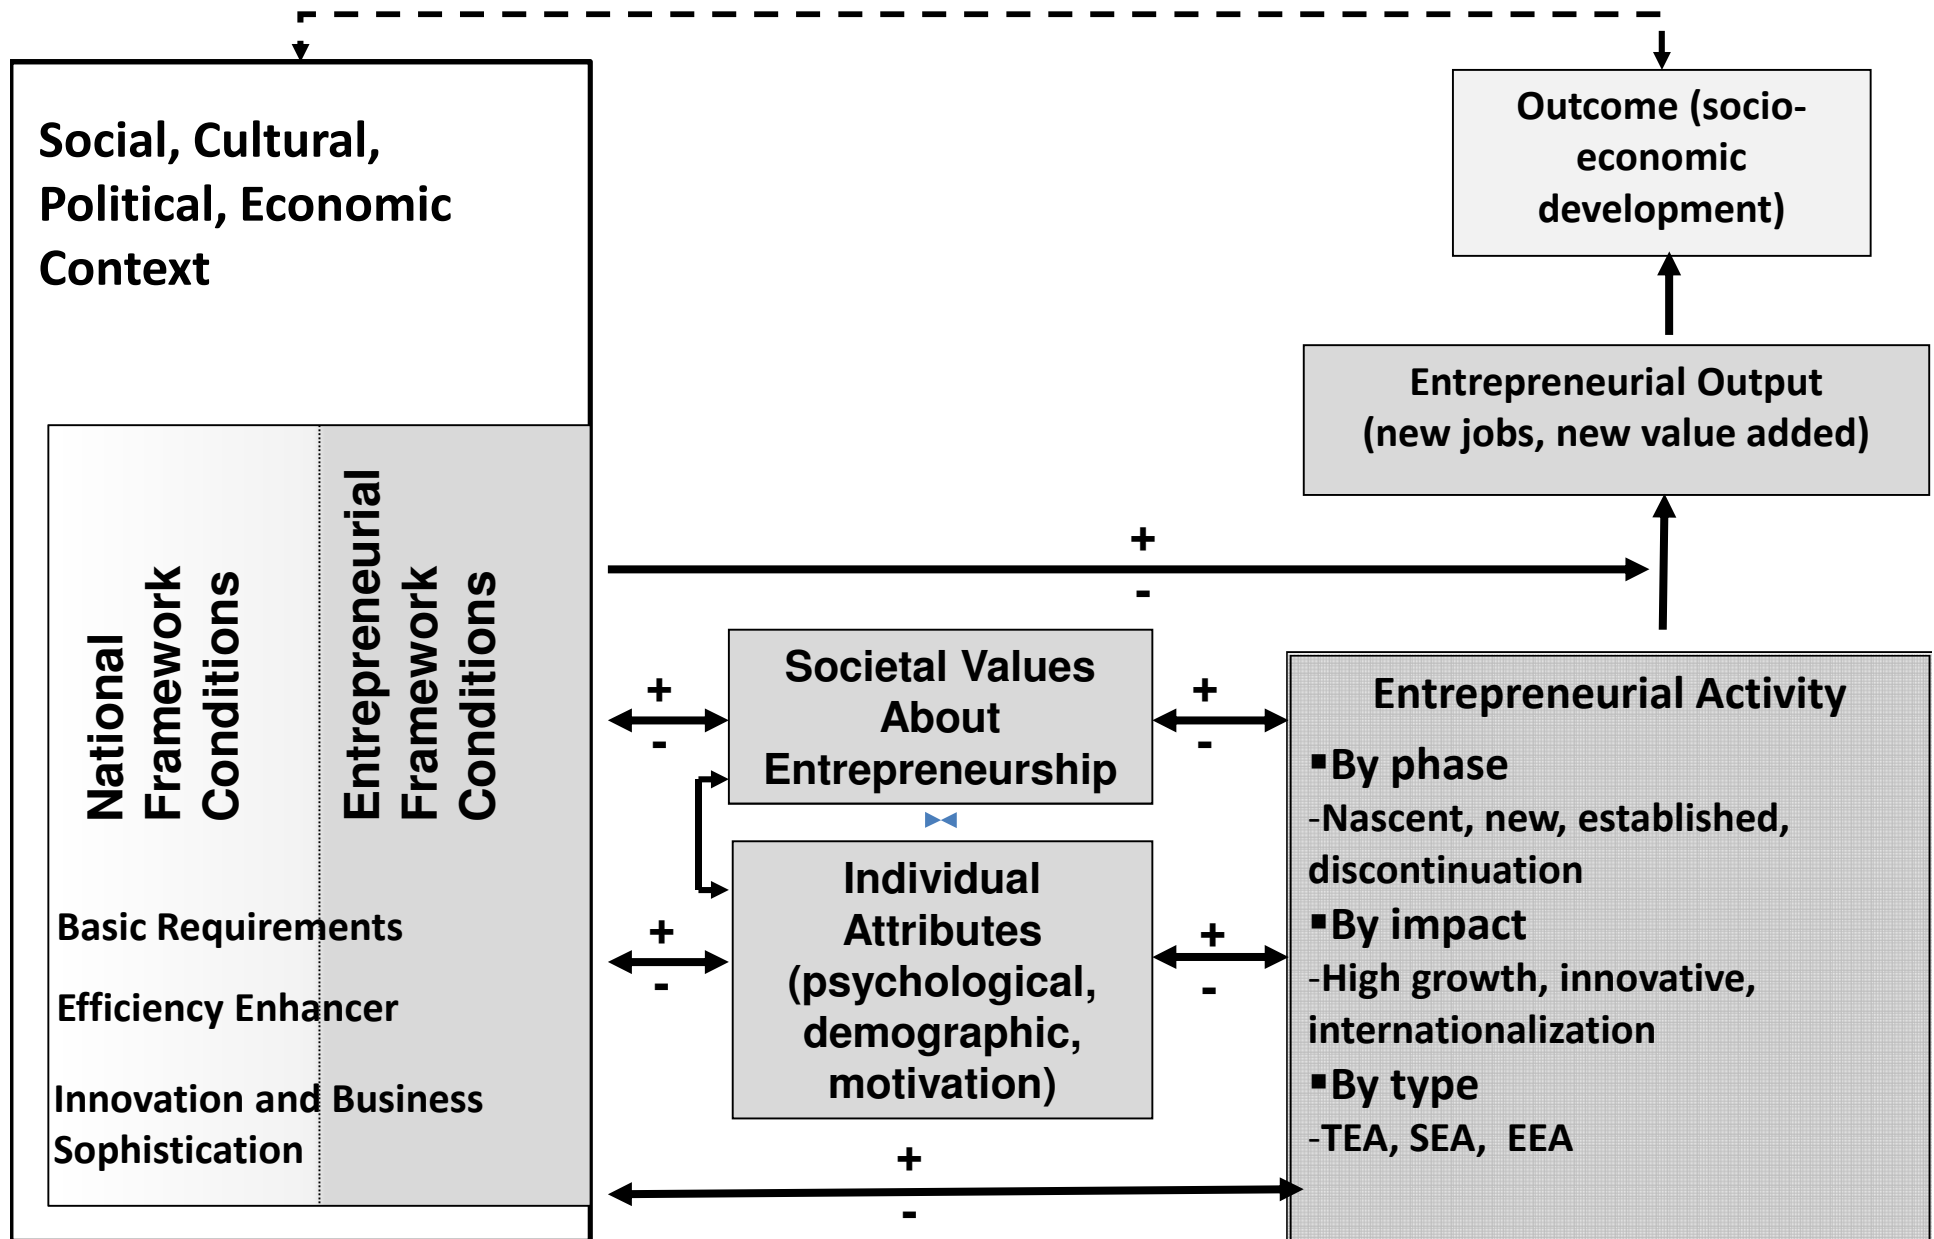 Social, Cultural,
Political, Economic
Context
National
Framework
Conditions
Entrepreneurial
Framework
Conditions
Basic Requirements
Efficiency Enhancer
Innovation and Business
Sophistication
+
-
+
-
+
-
Societal Values
About
Entrepreneurship
Individual
Attributes
(psychological,
demographic,
motivation)
+
-
+
-
+
-
Outcome (socio-
economic
development)
Entrepreneurial Output
(new jobs, new value added)
Entrepreneurial Activity
▪By phase
-Nascent, new, established,
discontinuation
▪By impact
-High growth, innovative,
internationalization
▪By type
-TEA, SEA, EEA